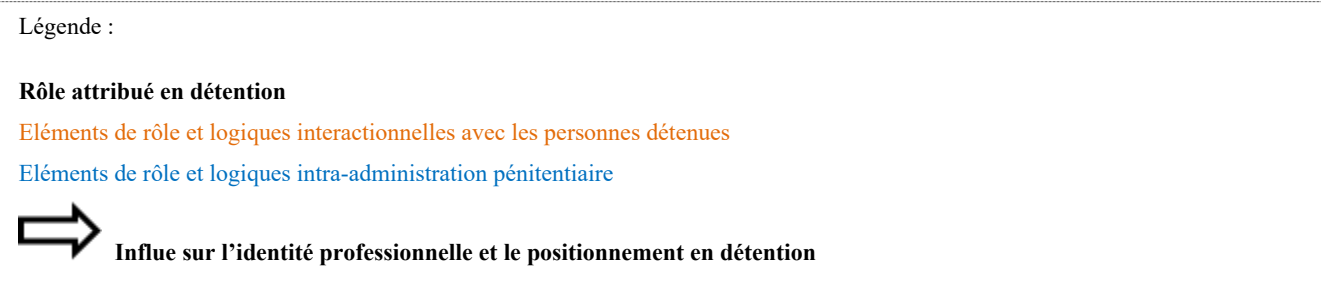 Légende :
Rôle attribué en détention
Eléments de rôle et logiques interactionnelles avec les personnes détenues
Eléments de rôle et logiques intra-administration pénitentiaire
Influe sur l’identité professionnelle et le positionnement en détention